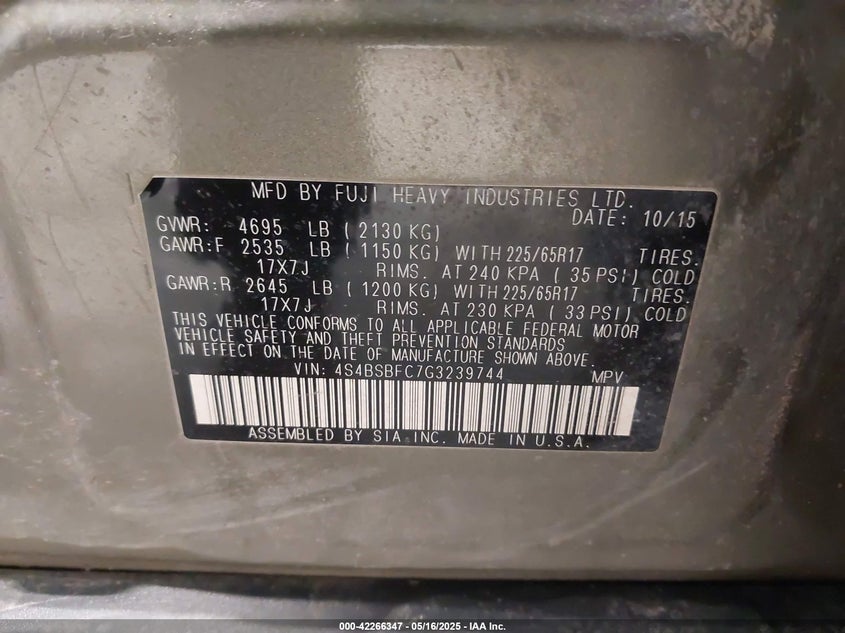 MFD BY FUJI HEAVY INDUSTRIES LTD.
DATE: 10/15
GVWR: 4695 LB ( 2130 KG)
GAWR:F 2535 LB ( 1150 KG) WITH 225/65R17 TIRES.
17X7J RIMS. AT 240 KPA ( 35 PSI) COLD
GAWR:R 2645 LB ( 1200 KG) WITH 225/65R17 TIRES.
17X7J RIMS. AT 230 KPA ( 33 PSI) COLD
THIS VEHICLE CONFORMS TO ALL APPLICABLE FEDERAL MOTOR
VEHICLE SAFETY AND THEFT PREVENTION STANDARDS
IN EFFECT ON THE DATE OF MANUFACTURE SHOWN ABOVE.
VIN: 4S4BSBFC7G3239744 MPV
ASSEMBLED BY SIA INC. MADE IN U.S.A.
000-42266347 - 05/16/2025 - IAA Inc.